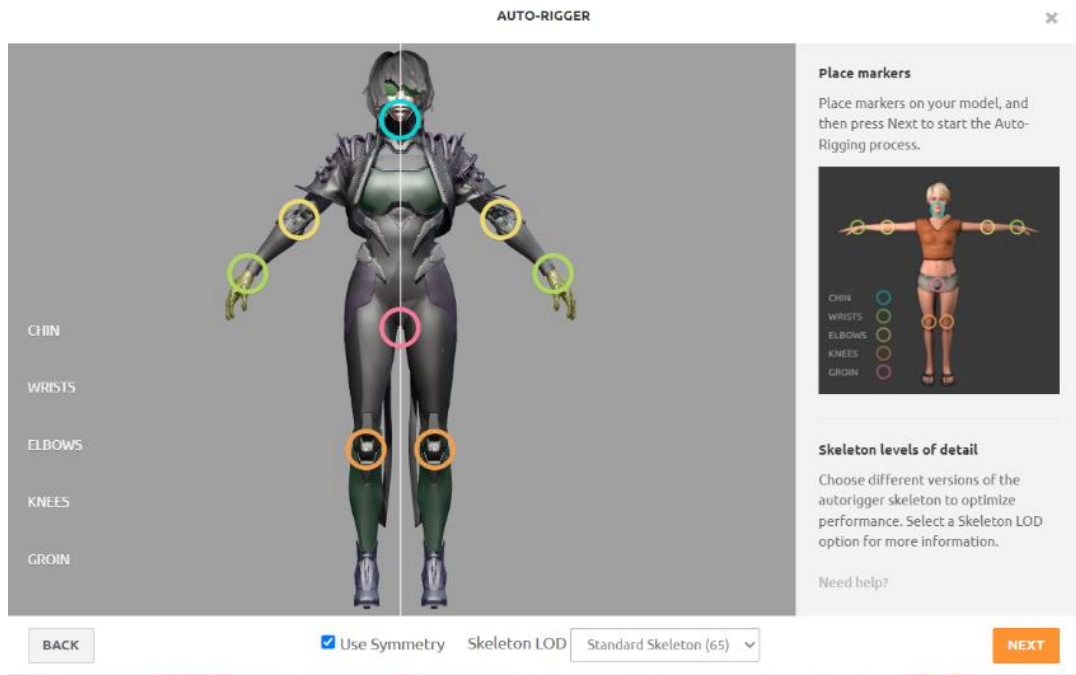 AUTO-RIGGER
×
CHIN
WRISTS
ELBOWS
KNEES
GROIN
Place markers
Place markers on your model, and
then press Next to start the Auto-
Rigging process.
CHIN
WRISTS
ELBOWS
KNEES
GROIN
Skeleton levels of detail
Choose different versions of the
autorigger skeleton to optimize
performance. Select a Skeleton LOD
option for more information.
Need help?
BACK
Use Symmetry
Skeleton LOD
Standard Skeleton (65)
NEXT